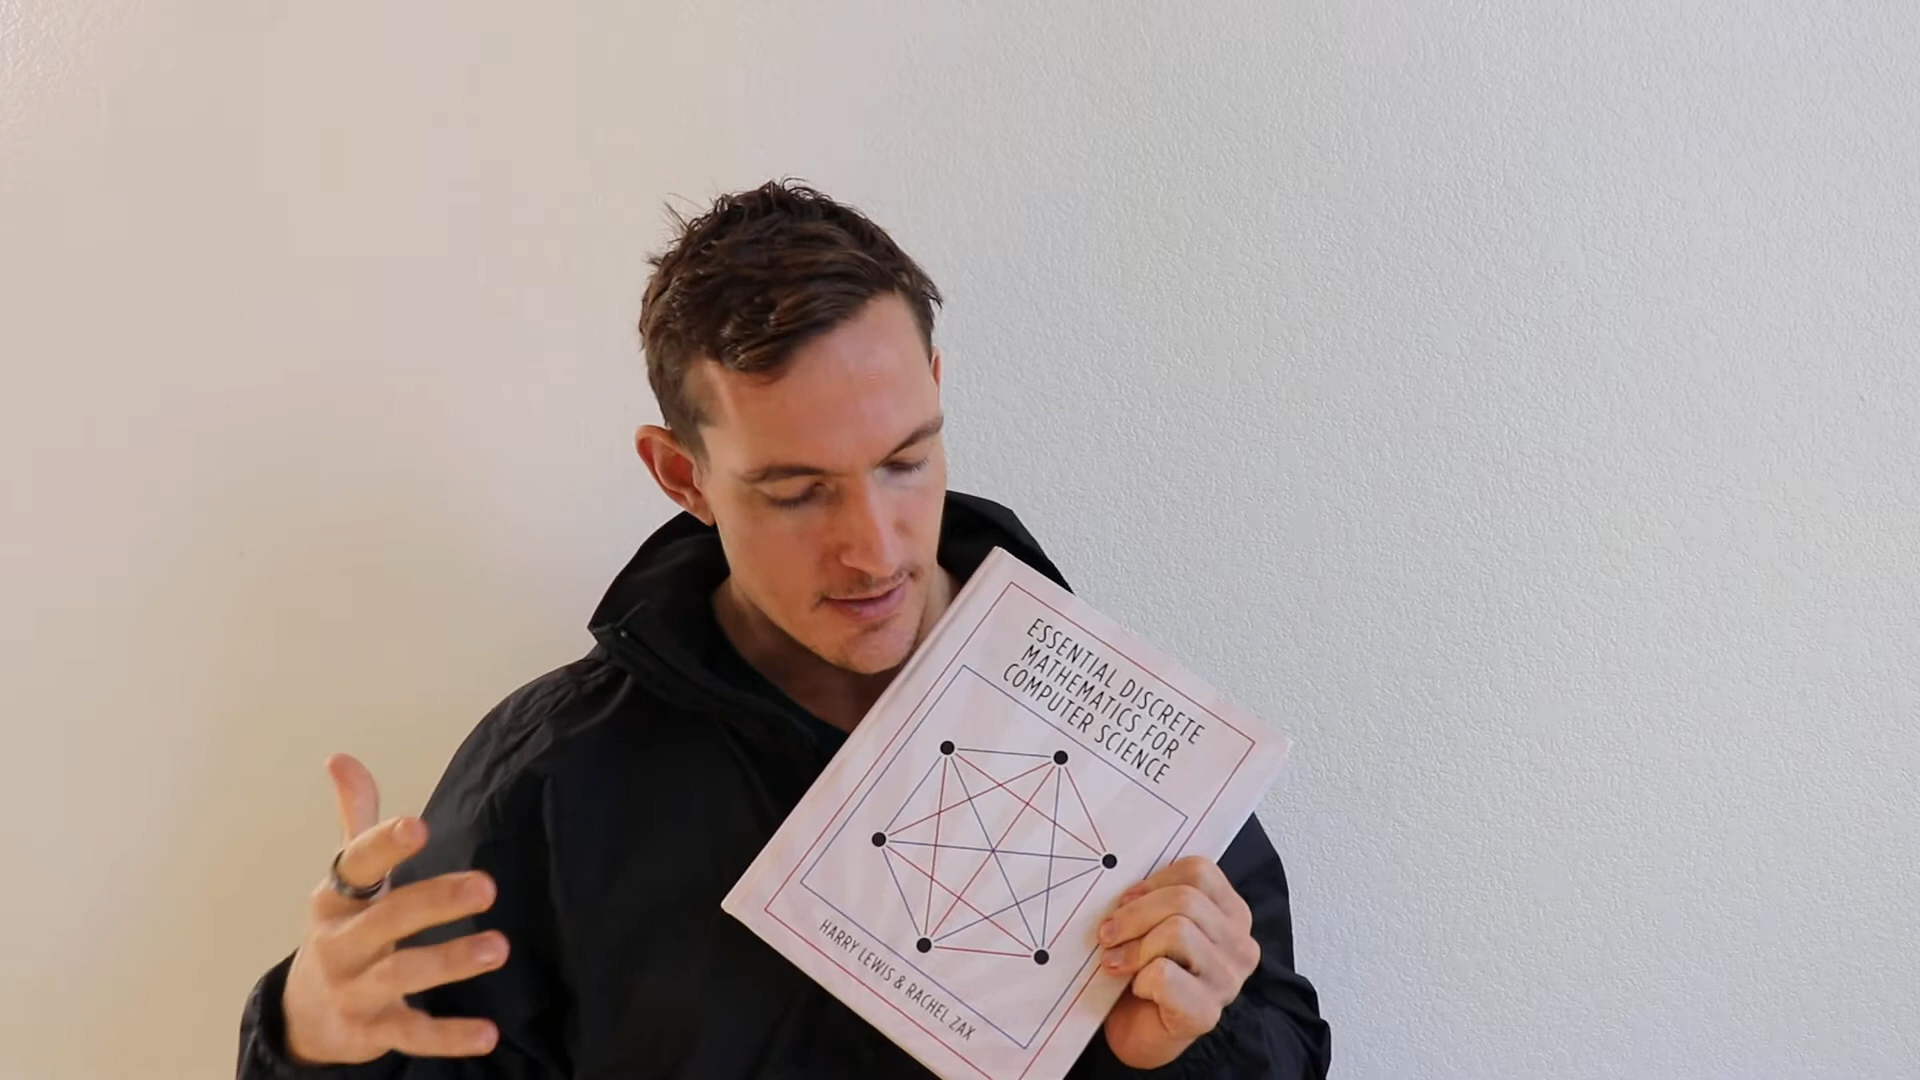 ESSENTIAL DISCRETE
MATHEMATICS FOR
COMPUTER SCIENCE
HARRY LEWIS & RACHEL ZAX